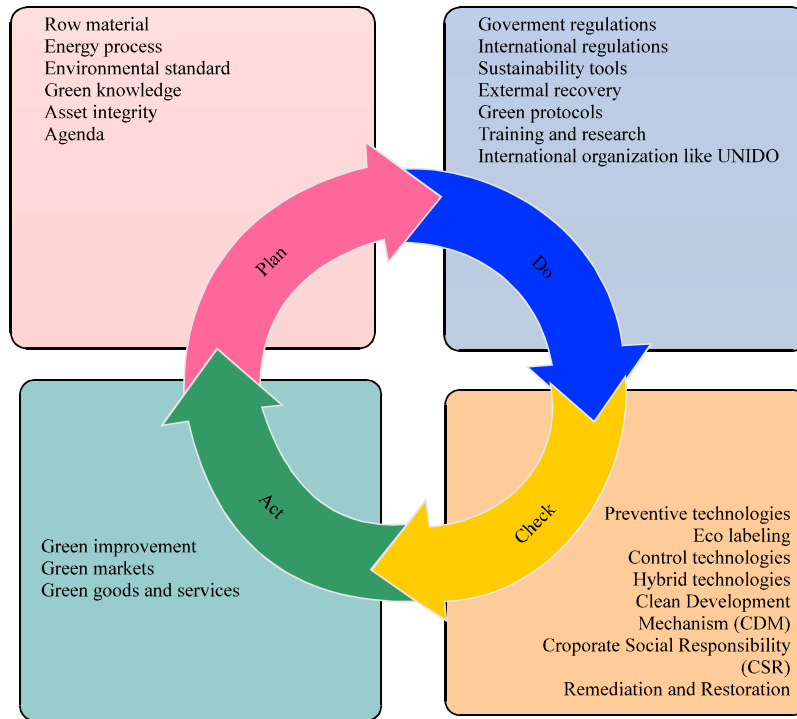 Row material
Energy process
Environmental standard
Green knowledge
Asset integrity
Agenda
Goverment regulations
International regulations
Sustainability tools
Extermal recovery
Green protocols
Training and research
International organization like UNIDO
Plan
Do
Act
Check
Green improvement
Green markets
Green goods and services
Preventive technologies
Eco labeling
Control technologies
Hybrid technologies
Clean Development
Mechanism (CDM)
Croporate Social Responsibility
(CSR)
Remediation and Restoration